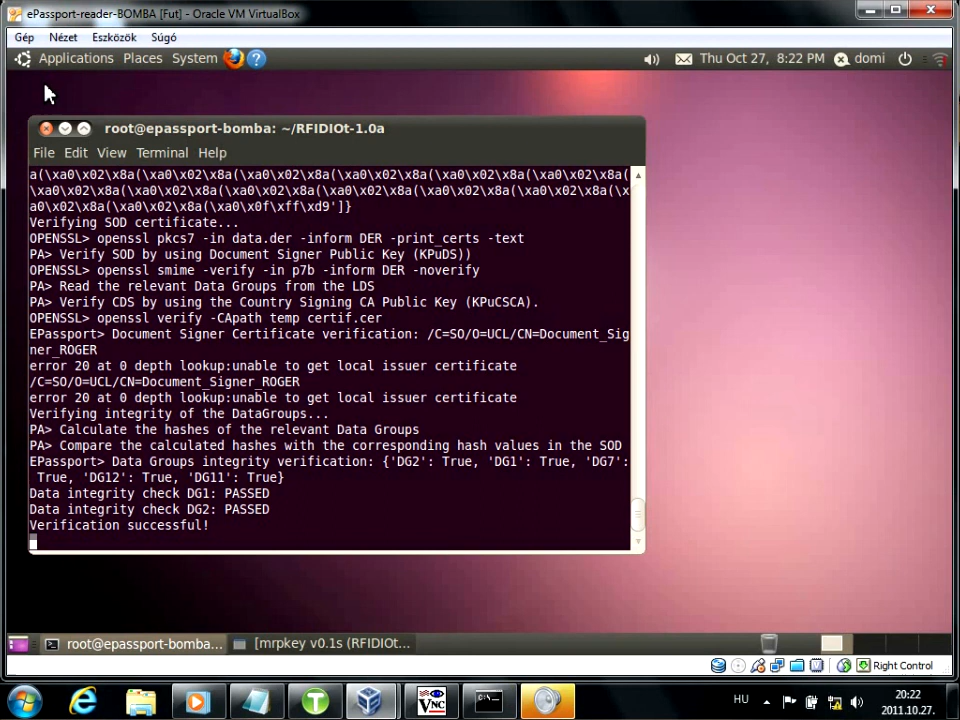 ePassport-reader-BOMBA [Fut] - Oracle VM VirtualBox
Gép Nézet Eszközök Súgó
Applications Places System Thu Oct 27, 8:22 PM domi
root@epassport-bomba: ~/RFIDIOt-1.0a
File Edit View Terminal Help
a(\xa0\x02\x8a(\xa0\x02\x8a(\xa0\x02\x8a(\xa0\x02\x8a(\xa0\x02\x8a(\xa0\x02\x8a(
\xa0\x02\x8a(\xa0\x02\x8a(\xa0\x02\x8a(\xa0\x02\x8a(\xa0\x02\x8a(\xa0\x02\x8a(\x
a0\x02\x8a(\xa0\x02\x8a(\xa0\x0f\xff\xd9']}
Verifying SOD certificate...
OPENSSL> openssl pkcs7 -in data.der -inform DER -print_certs -text
PA> Verify SOD by using Document Signer Public Key (KPuDS))
OPENSSL> openssl smime -verify -in p7b -inform DER -noverify
PA> Read the relevant Data Groups from the LDS
PA> Verify CDS by using the Country Signing CA Public Key (KPuCSCA).
OPENSSL> openssl verify -CApath temp certif.cer
EPassport> Document Signer Certificate verification: /C=SO/O=UCL/CN=Document_Sig
ner_ROGER
error 20 at 0 depth lookup:unable to get local issuer certificate
/C=SO/O=UCL/CN=Document_Signer_ROGER
error 20 at 0 depth lookup:unable to get local issuer certificate
Verifying integrity of the DataGroups...
PA> Calculate the hashes of the relevant Data Groups
PA> Compare the calculated hashes with the corresponding hash values in the SOD
EPassport> Data Groups integrity verification: {'DG2': True, 'DG1': True, 'DG7':
 True, 'DG12': True, 'DG11': True}
Data integrity check DG1: PASSED
Data integrity check DG2: PASSED
Verification successful!
root@epassport-bomba... [mrpkey v0.1s (RFIDIOt...
Right Control
VNC C:\ HU 20:22
2011.10.27.